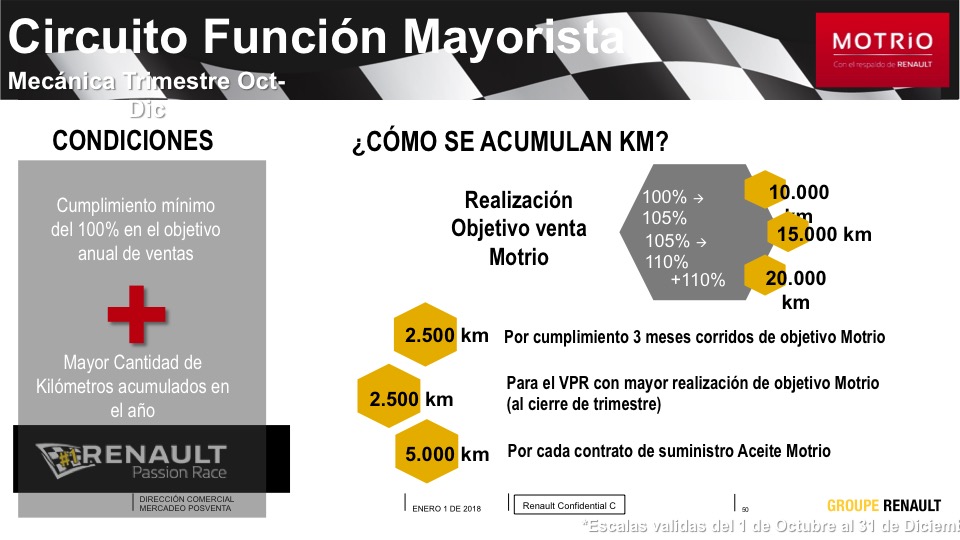 Circuito Función Mayorista
Mecánica Trimestre Oct-
Dic
MOTRiO
Con el respaldo de RENAULT
CONDICIONES
Cumplimiento mínimo
del 100% en el objetivo
anual de ventas
Mayor Cantidad de
Kilómetros acumulados en
el año
#1 RENAULT
Passion Race
¿CÓMO SE ACUMULAN KM?
Realización
Objetivo venta
Motrio
100% →
105%
10.000
km
105% →
110%
15.000 km
+110%
20.000
km
2.500 km
Por cumplimiento 3 meses corridos de objetivo Motrio
2.500 km
Para el VPR con mayor realización de objetivo Motrio
(al cierre de trimestre)
5.000 km
Por cada contrato de suministro Aceite Motrio
DIRECCIÓN COMERCIAL
MERCADEO POSVENTA
ENERO 1 DE 2018
Renault Confidential C
50
GROUPE RENAULT
*Escalas validas del 1 de Octubre al 31 de Diciem